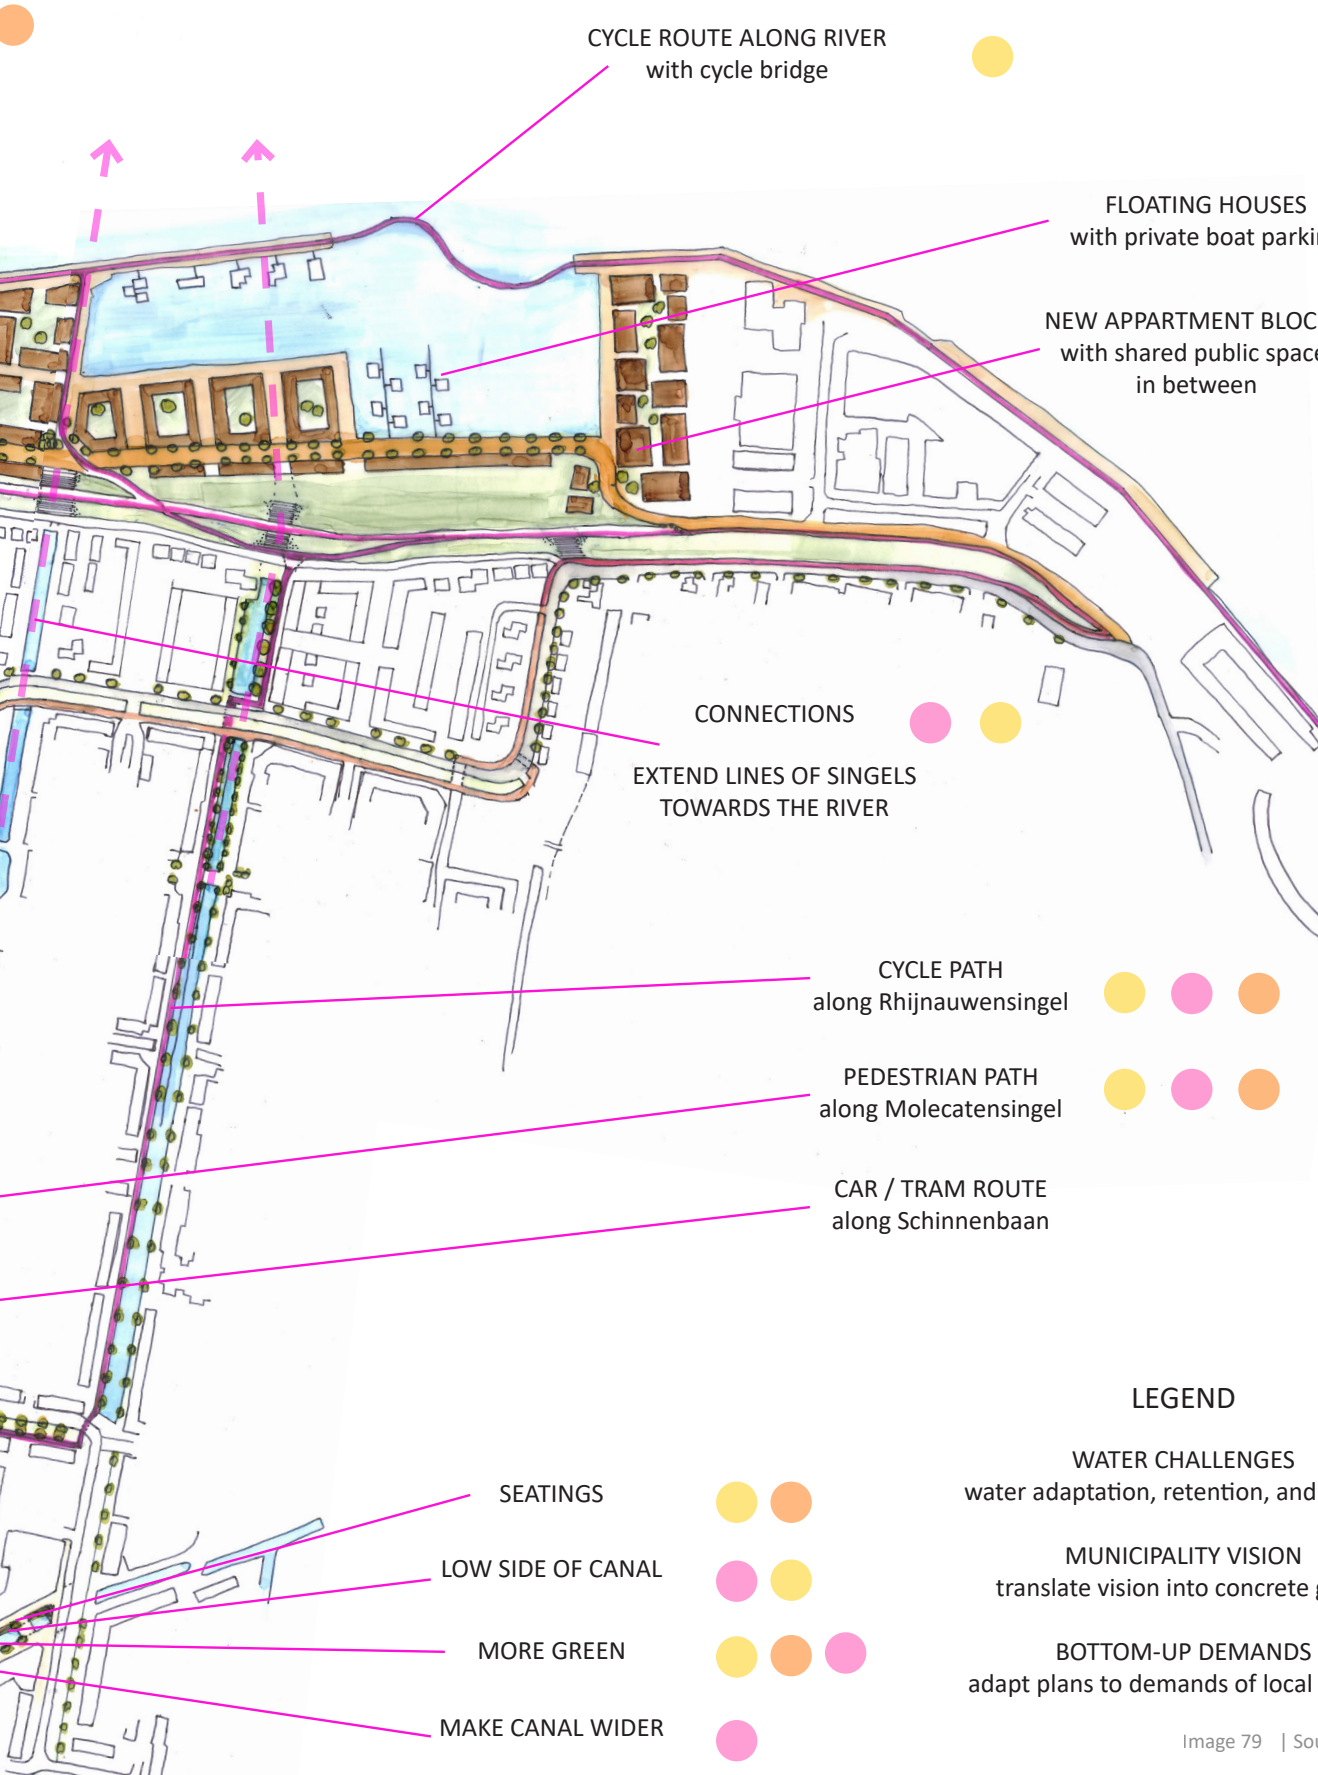 CYCLE ROUTE ALONG RIVER
with cycle bridge
FLOATING HOUSES
with private boat parkin
NEW APPARTMENT BLOC
with shared public space
in between
CONNECTIONS
EXTEND LINES OF SINGELS
TOWARDS THE RIVER
CYCLE PATH
along Rhijnauwensingel
PEDESTRIAN PATH
along Molecatensingel
CAR / TRAM ROUTE
along Schinnenbaan
LEGEND
WATER CHALLENGES
water adaptation, retention, and
MUNICIPALITY VISION
translate vision into concrete g
BOTTOM-UP DEMANDS
adapt plans to demands of local
SEATINGS
LOW SIDE OF CANAL
MORE GREEN
MAKE CANAL WIDER
Image 79 | Sou